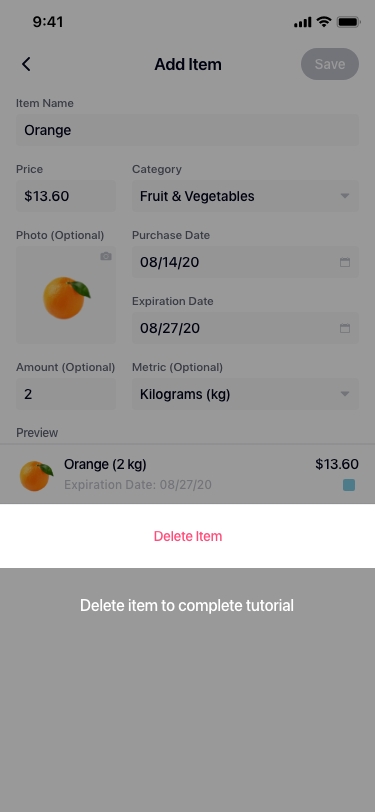 9:41
Add Item
Save
Item Name
Orange
Price
Category
$13.60
Fruit & Vegetables
Photo (Optional)
Purchase Date
08/14/20
Expiration Date
08/27/20
Amount (Optional)
Metric (Optional)
2
Kilograms (kg)
Preview
Orange (2 kg)
$13.60
Expiration Date: 08/27/20
Delete Item
Delete item to complete tutorial